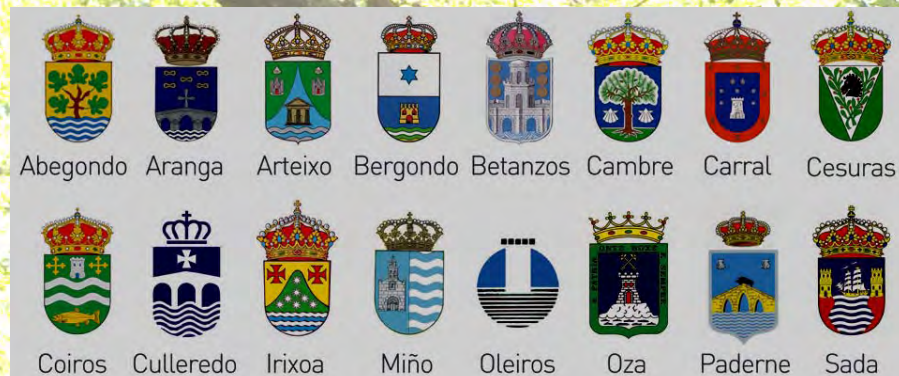 Abegondo Aranga Arteixo Bergondo Betanzos Cambre Carral Cesuras
Coiros Culleredo Irixoa Miño Oleiros Oza Paderne Sada